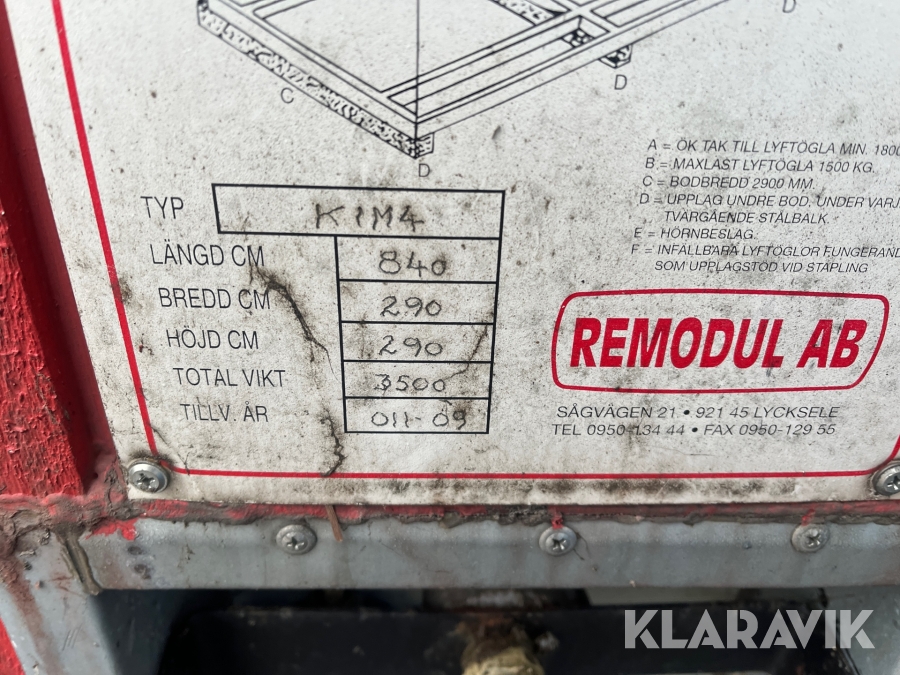 D
C
D
D
A = ÖK TAK TILL LYFTÖGLA MIN. 1800
B = MAXLAST LYFTÖGLA 1500 KG.
C = BODBREDD 2900 MM.
D = UPPLAG UNDRE BOD, UNDER VARJ
TVÄRGÅENDE STÅLBALK.
E = HÖRNBESLAG.
F = INFÄLLBARA LYFTÖGLOR FUNGERAND
SOM UPPLAGSTÖD VID STAPLING
TYP K1M4
LÄNGD CM 840
BREDD CM 290
HÖJD CM 290
TOTAL VIKT 3500
TILLV. ÅR 011-09
REMODUL AB
SÅGVÄGEN 21 • 921 45 LYCKSELE
TEL 0950-134 44 • FAX 0950-129 55
KLARAVIK